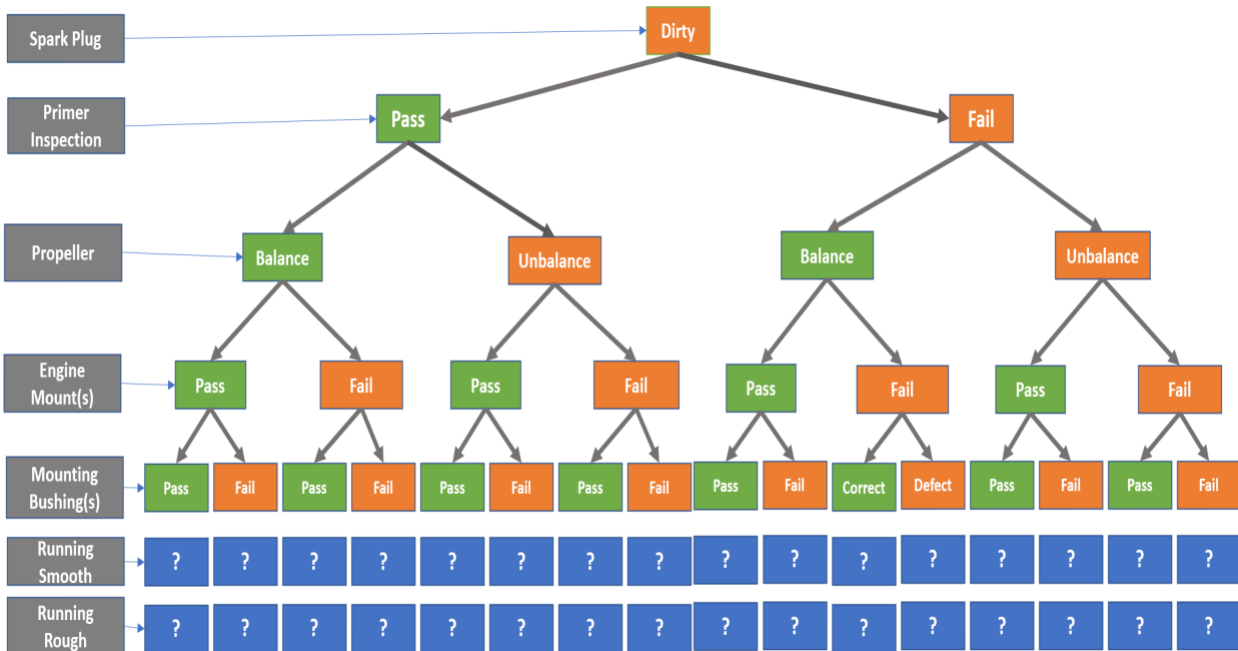 Spark Plug
Dirty
Primer
Inspection
Pass
Fail
Propeller
Balance
Unbalance
Balance
Unbalance
Engine
Mount(s)
Pass
Fail
Pass
Fail
Pass
Fail
Pass
Fail
Mounting
Bushing(s)
Pass
Fail
Pass
Fail
Pass
Fail
Pass
Fail
Pass
Fail
Correct
Defect
Pass
Fail
Pass
Fail
Running
Smooth
? ? ? ? ? ? ? ? ? ? ? ? ? ? ? ?
Running
Rough
? ? ? ? ? ? ? ? ? ? ? ? ? ? ? ?